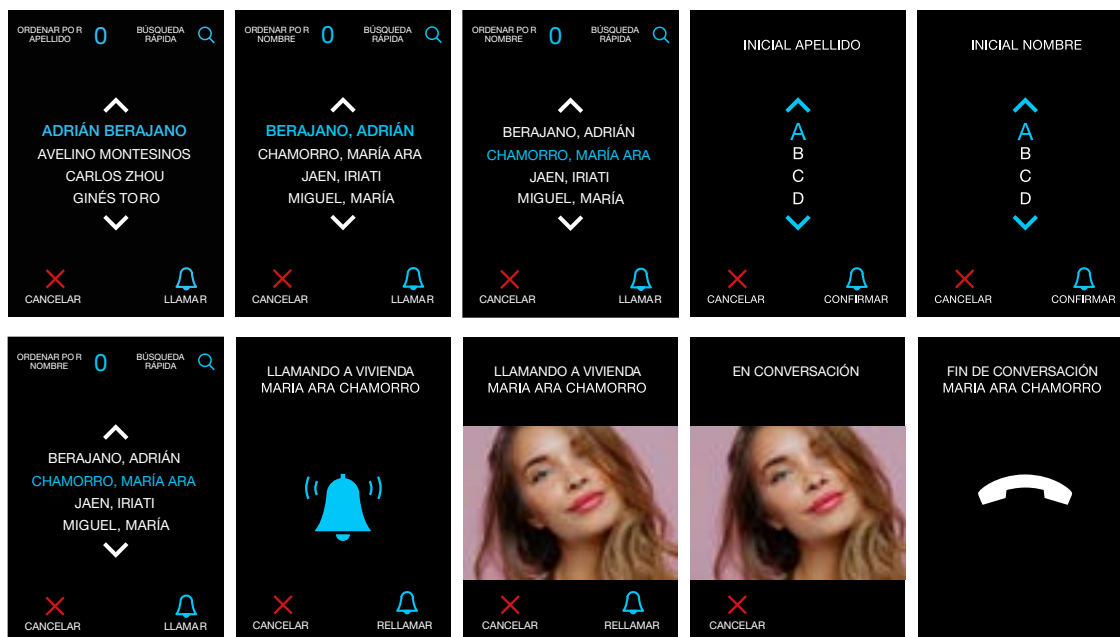 ORDENAR POR
APELLIDO
0
BÚSQUEDA
RÁPIDA
ADRIÁN BERAJANO
AVELINO MONTESINOS
CARLOS ZHOU
GINÉS TORO
CANCELAR
LLAMAR
ORDENAR POR
NOMBRE
0
BÚSQUEDA
RÁPIDA
BERAJANO, ADRIÁN
CHAMORRO, MARÍA ARA
JAEN, IRIATI
MIGUEL, MARÍA
CANCELAR
LLAMAR
ORDENAR POR
NOMBRE
0
BÚSQUEDA
RÁPIDA
BERAJANO, ADRIÁN
CHAMORRO, MARÍA ARA
JAEN, IRIATI
MIGUEL, MARÍA
CANCELAR
LLAMAR
INICIAL APELLIDO
A
B
C
D
CANCELAR
CONFIRMAR
INICIAL NOMBRE
A
B
C
D
CANCELAR
CONFIRMAR
ORDENAR POR
NOMBRE
0
BÚSQUEDA
RÁPIDA
BERAJANO, ADRIÁN
CHAMORRO, MARÍA ARA
JAEN, IRIATI
MIGUEL, MARÍA
CANCELAR
LLAMAR
LLAMANDO A VIVIENDA
MARIA ARA CHAMORRO
CANCELAR
RELLAMAR
LLAMANDO A VIVIENDA
MARIA ARA CHAMORRO
CANCELAR
RELLAMAR
EN CONVERSACIÓN
CANCELAR
FIN DE CONVERSACIÓN
MARIA ARA CHAMORRO